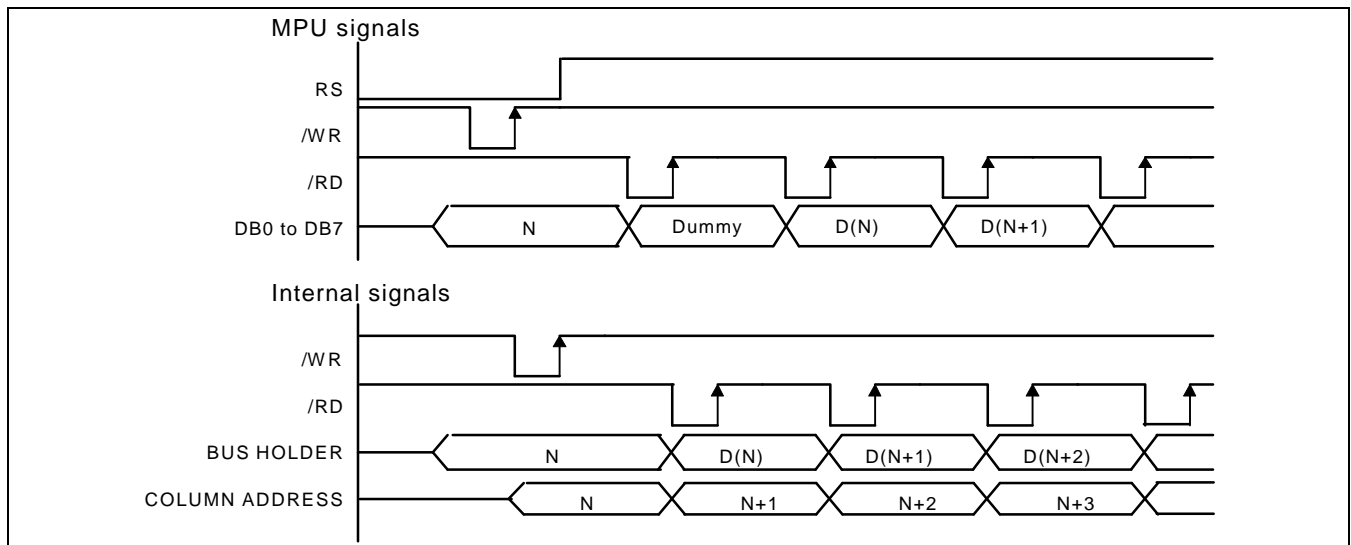 MPU signals
RS
/WR
/RD
DB0 to DB7 N Dummy D(N) D(N+1)
Internal signals
/WR
/RD
BUS HOLDER N D(N) D(N+1) D(N+2)
COLUMN ADDRESS N N+1 N+2 N+3